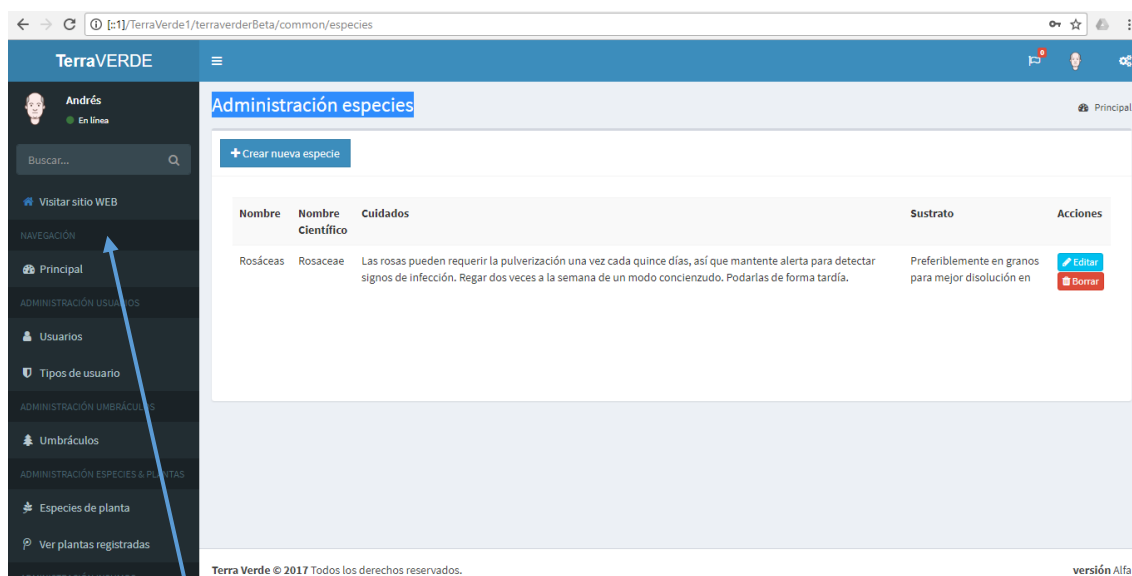 [::1]/TerraVerde1/terraverderBeta/common/especies
TerraVERDE
0
Andrés
En línea
Buscar...
Visitar sitio WEB
NAVEGACIÓN
Principal
ADMINISTRACIÓN USUARIOS
Usuarios
Tipos de usuario
ADMINISTRACIÓN UMBRÁCULOS
Umbráculos
ADMINISTRACIÓN ESPECIES & PLANTAS
Especies de planta
Ver plantas registradas
Administración especies
Principal
Crear nueva especie
Nombre Nombre Cuidados Sustrato Acciones
Científico
Rosáceas Rosaceae Las rosas pueden requerir la pulverización una vez cada quince días, así que mantente alerta para detectar Preferiblemente en granos Editar
signos de infección. Regar dos veces a la semana de un modo concienzudo. Podarlas de forma tardía. para mejor disolución en Borrar
Terra Verde © 2017 Todos los derechos reservados. versión Alfa